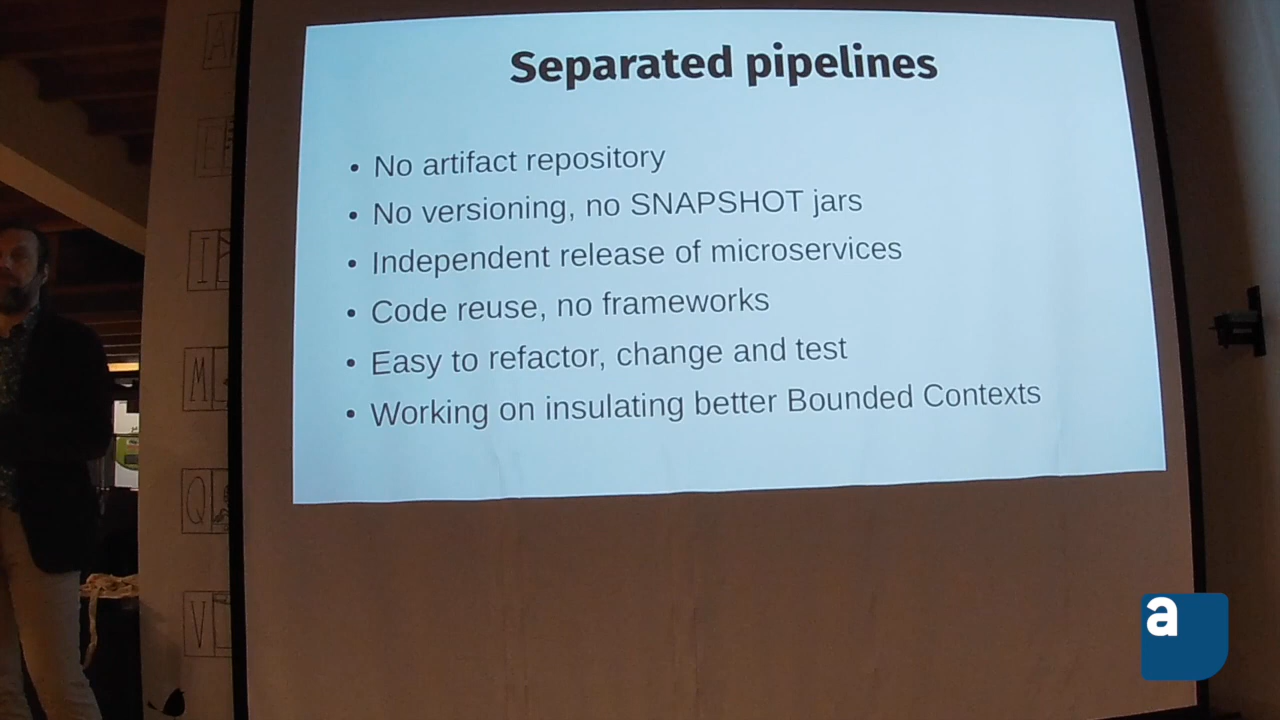 Separated pipelines
• No artifact repository
• No versioning, no SNAPSHOT jars
• Independent release of microservices
• Code reuse, no frameworks
• Easy to refactor, change and test
• Working on insulating better Bounded Contexts
A
E
I
M
Q
V
a